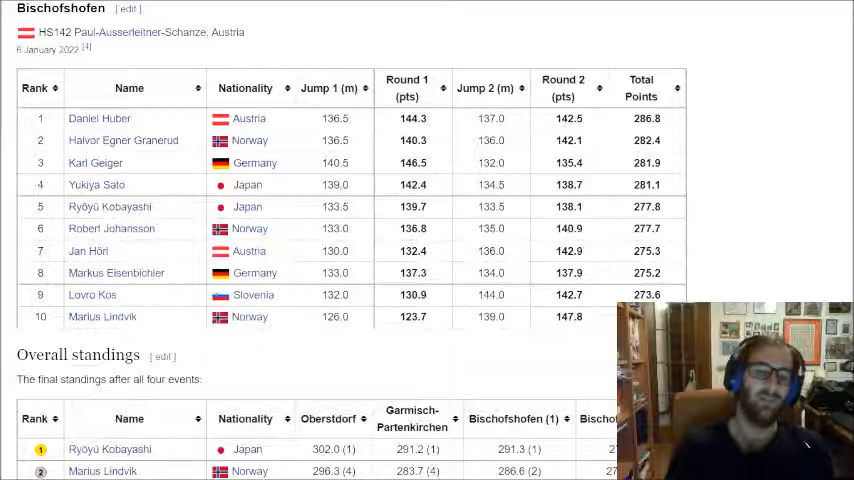 Bischofshofen [ edit ]
HS142 Paul-Ausserleitner-Schanze, Austria
6 January 2022 [4]
Rank Name Nationality Jump 1 (m) Round 1 (pts) Jump 2 (m) Round 2 (pts) Total Points
1 Daniel Huber Austria 136.5 144.3 137.0 142.5 286.8
2 Halvor Egner Granerud Norway 136.5 140.3 136.0 142.1 282.4
3 Karl Geiger Germany 140.5 146.5 132.0 135.4 281.9
4 Yukiya Sato Japan 139.0 142.4 134.5 138.7 281.1
5 Ryōyū Kobayashi Japan 133.5 139.7 133.5 138.1 277.8
6 Robert Johansson Norway 133.0 136.8 133.0 140.9 277.7
7 Jan Hörl Austria 130.0 132.4 136.0 142.9 275.3
8 Markus Eisenbichler Germany 133.0 137.3 134.0 137.9 275.2
9 Lovro Kos Slovenia 132.0 130.9 144.0 142.7 273.6
10 Marius Lindvik Norway 126.0 123.7 139.0 147.8
Overall standings [ edit ]
The final standings after all four events:
Rank Name Nationality Oberstdorf Garmisch-Partenkirchen Bischofshofen (1)
1 Ryōyū Kobayashi Japan 302.0 (1) 291.2 (1) 291.3 (1)
2 Marius Lindvik Norway 296.3 (4) 283.7 (4) 286.6 (2)